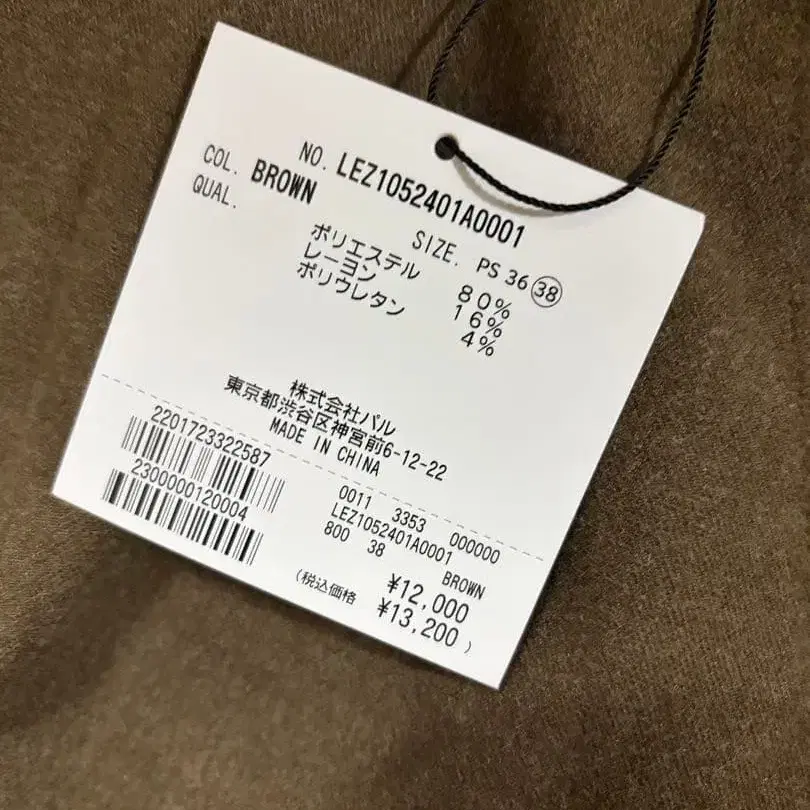 NO. LEZ1052401A0001
COL. BROWN
SIZE. PS 36 38
QUAL.
ポリエステル 80%
レーヨン 16%
ポリウレタン 4%
株式会社パル
東京都渋谷区神宮前6-12-22
MADE IN CHINA
2201723322587
2300000120004
0011 3353 000000
LEZ1052401A0001
800 38 BROWN
¥12,000
(税込価格 ¥13,200)